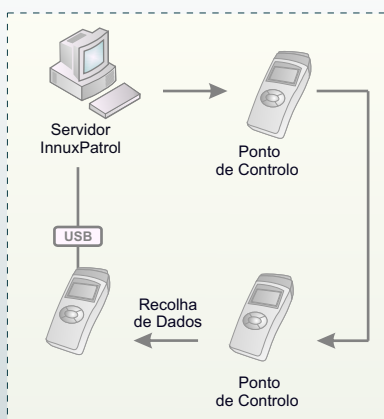 Servidor
InnuxPatrol
Ponto
de Controlo
USB
Recolha
de Dados
Ponto
de Controlo